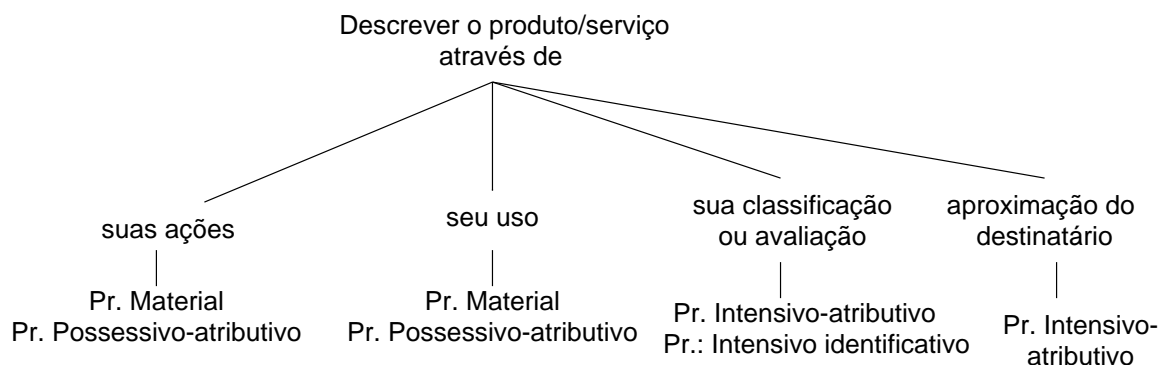 Descrever o produto/serviço
através de
suas ações
seu uso
sua classificação
ou avaliação
aproximação do
destinatário
Pr. Material
Pr. Possessivo-atributivo
Pr. Material
Pr. Possessivo-atributivo
Pr. Intensivo-atributivo
Pr.: Intensivo identificativo
Pr. Intensivo-
atributivo